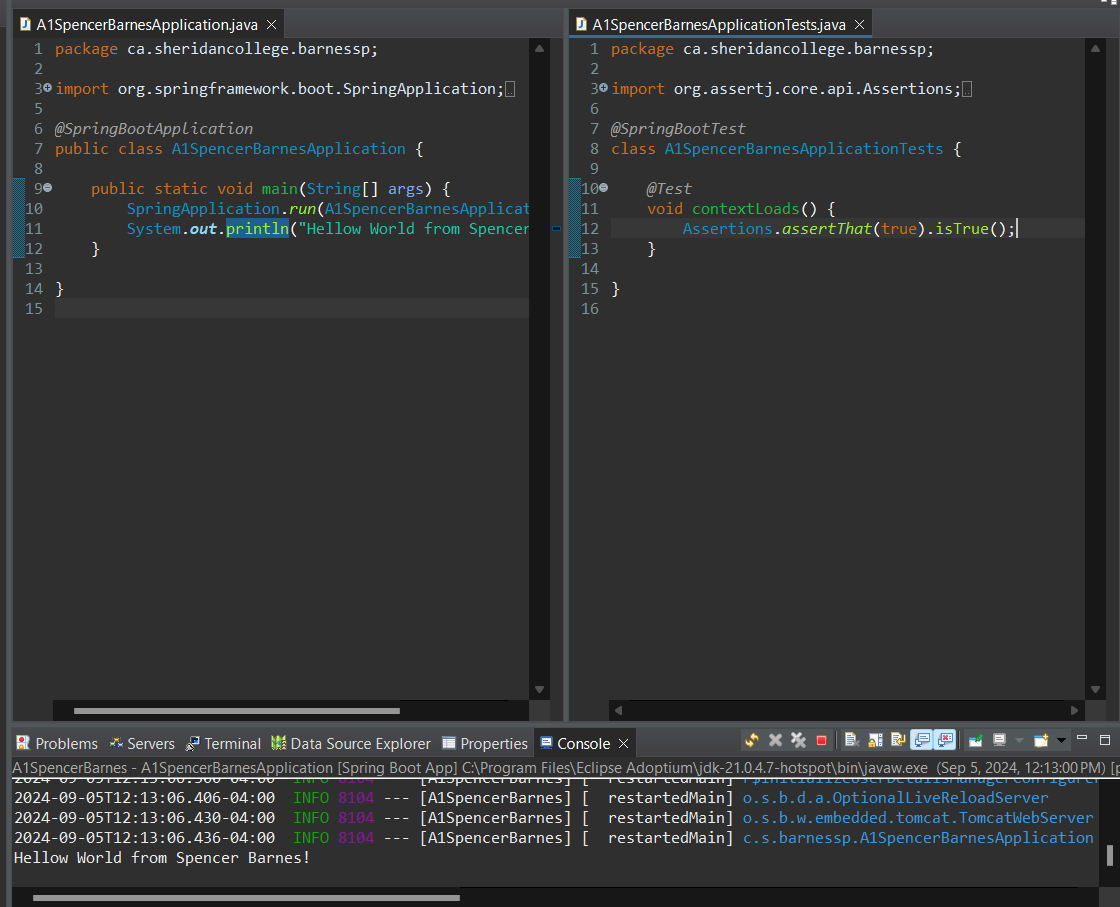 A1SpencerBarnesApplication.java
1 package ca.sheridancollege.barnessp;
2
3 import org.springframework.boot.SpringApplication;
5
6 @SpringBootApplication
7 public class A1SpencerBarnesApplication {
8
9 public static void main(String[] args) {
10 SpringApplication.run(A1SpencerBarnesApplicat
11 System.out.println("Hellow World from Spencer
12 }
13
14 }
15
A1SpencerBarnesApplicationTests.java
1 package ca.sheridancollege.barnessp;
2
3 import org.assertj.core.api.Assertions;
6
7 @SpringBootTest
8 class A1SpencerBarnesApplicationTests {
9
10 @Test
11 void contextLoads() {
12 Assertions.assertThat(true).isTrue();
13 }
14
15 }
16
Problems Servers Terminal Data Source Explorer Properties Console
A1SpencerBarnes - A1SpencerBarnesApplication [Spring Boot App] C:\Program Files\Eclipse Adoptium\jdk-21.0.4.7-hotspot\bin\javaw.exe (Sep 5, 2024, 12:13:00 PM) [p
2024-09-05T12:13:06.406-04:00 INFO 8104 --- [A1SpencerBarnes] [ restartedMain] o.s.b.d.a.OptionalLiveReloadServer
2024-09-05T12:13:06.430-04:00 INFO 8104 --- [A1SpencerBarnes] [ restartedMain] o.s.b.w.embedded.tomcat.TomcatWebServer
2024-09-05T12:13:06.436-04:00 INFO 8104 --- [A1SpencerBarnes] [ restartedMain] c.s.barnessp.A1SpencerBarnesApplication
Hellow World from Spencer Barnes!